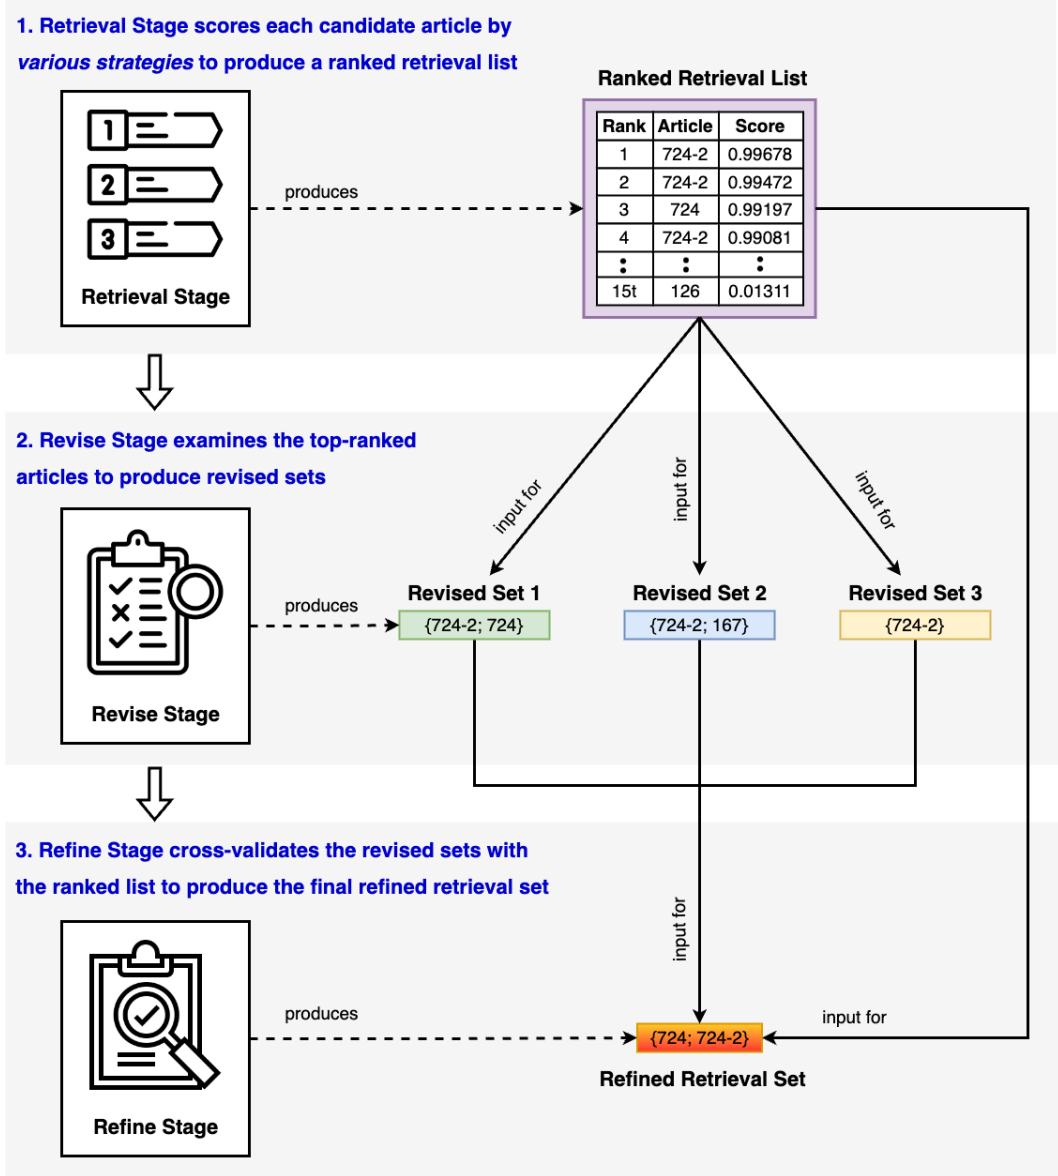 1. Retrieval Stage scores each candidate article by
various strategies to produce a ranked retrieval list
Ranked Retrieval List
1
2
3
Retrieval Stage
produces
Rank Article Score
1 724-2 0.99678
2 724-2 0.99472
3 724 0.99197
4 724-2 0.99081
⋮ ⋮ ⋮
15t 126 0.01311
2. Revise Stage examines the top-ranked
articles to produce revised sets
input for
input for
input for
Revise Stage
produces
Revised Set 1
{724-2; 724}
Revised Set 2
{724-2; 167}
Revised Set 3
{724-2}
3. Refine Stage cross-validates the revised sets with
the ranked list to produce the final refined retrieval set
input for
Refine Stage
produces
input for
{724; 724-2}
Refined Retrieval Set